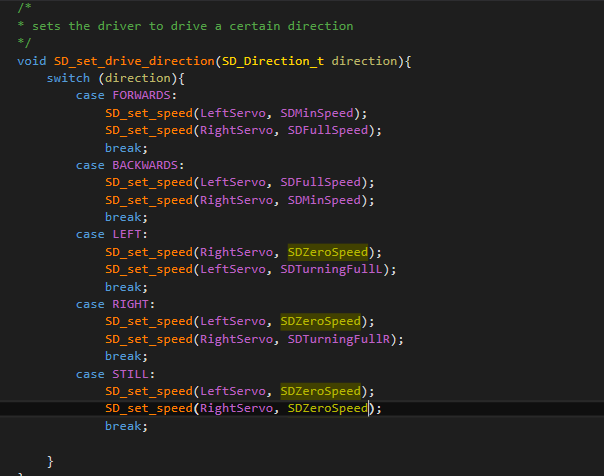 /*
* sets the driver to drive a certain direction
*/
void SD_set_drive_direction(SD_Direction_t direction){
switch (direction){
case FORWARDS:
SD_set_speed(LeftServo, SDMinSpeed);
SD_set_speed(RightServo, SDFullSpeed);
break;
case BACKWARDS:
SD_set_speed(LeftServo, SDFullSpeed);
SD_set_speed(RightServo, SDMinSpeed);
break;
case LEFT:
SD_set_speed(RightServo, SDZeroSpeed);
SD_set_speed(LeftServo, SDTurningFullL);
break;
case RIGHT:
SD_set_speed(LeftServo, SDZeroSpeed);
SD_set_speed(RightServo, SDTurningFullR);
break;
case STILL:
SD_set_speed(LeftServo, SDZeroSpeed);
SD_set_speed(RightServo, SDZeroSpeed);
break;
}